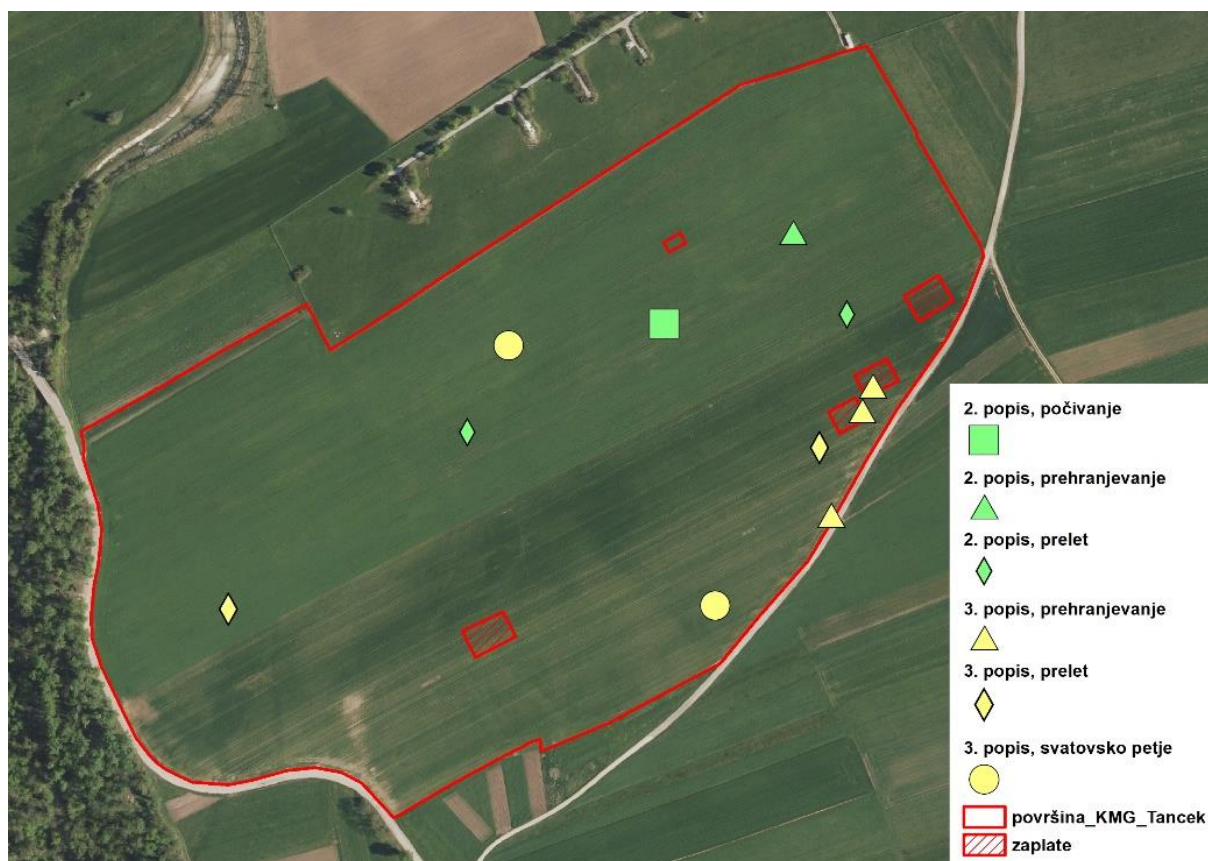 2. popis, počivanje
2. popis, prehranjevanje
2. popis, prelet
3. popis, prehranjevanje
3. popis, prelet
3. popis, svatovsko petje
površina_KMG_Tancek
zaplate